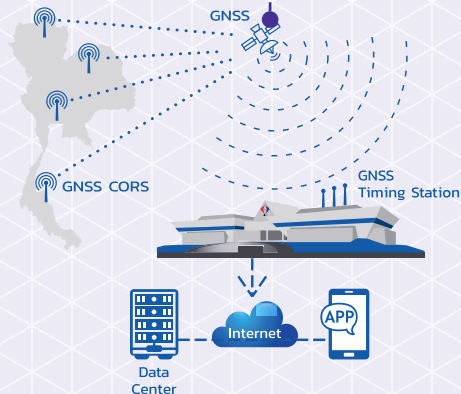 GNSS
GNSS CORS
GNSS
Timing Station
APP
Internet
Data
Center